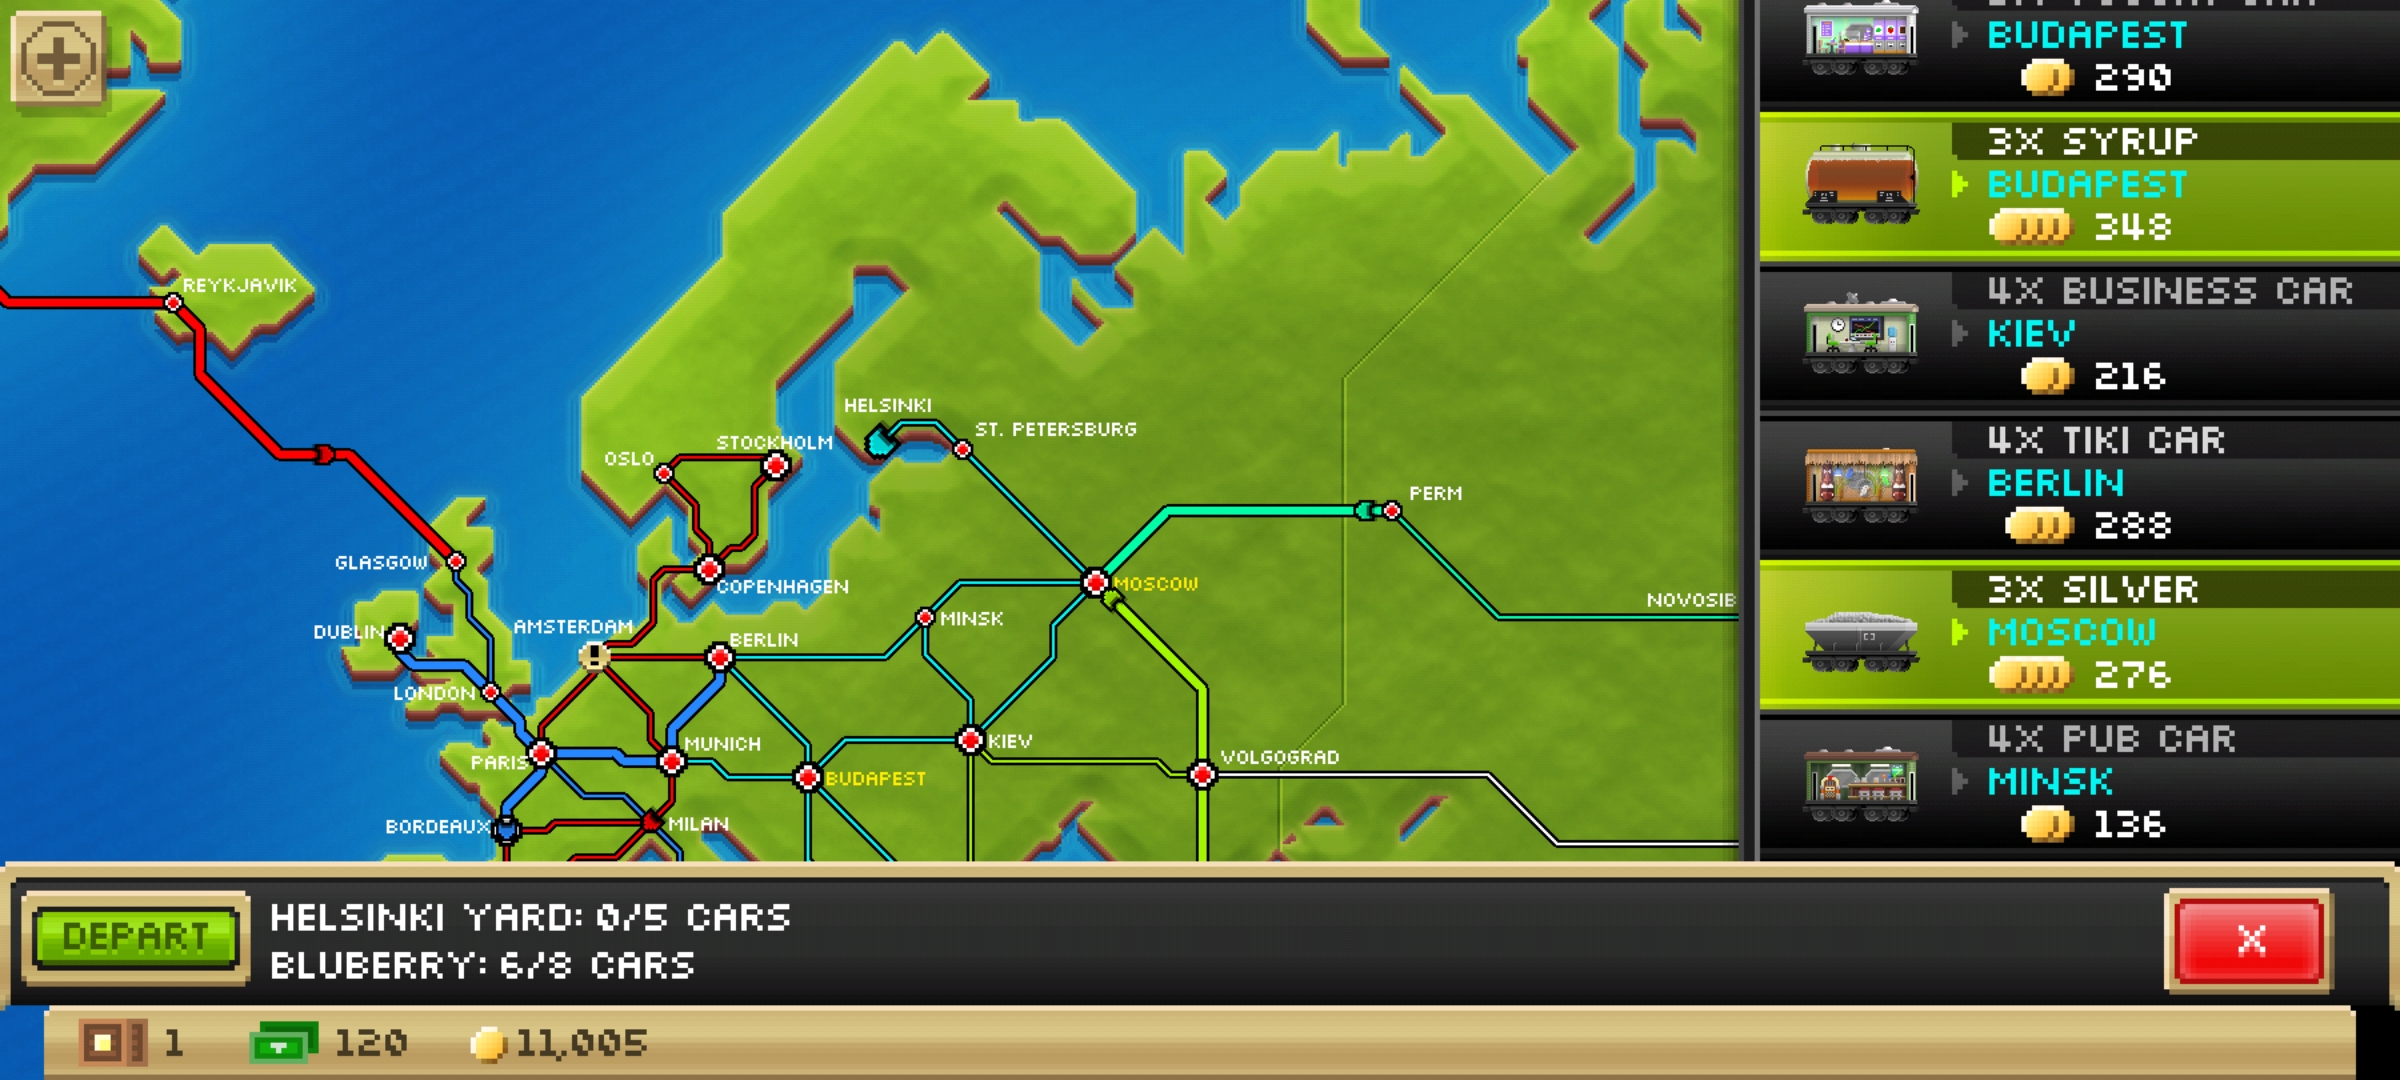 BUDAPEST
290
3X SYRUP
BUDAPEST
348
4X BUSINESS CAR
KIEV
216
4X TIKI CAR
BERLIN
288
3X SILVER
MOSCOW
276
4X PUB CAR
MINSK
136
REYKJAVIK
HELSINKI
ST. PETERSBURG
STOCKHOLM
OSLO
PERM
GLASGOW
COPENHAGEN
MOSCOW
NOVOSIB
MINSK
AMSTERDAM
DUBLIN
BERLIN
LONDON
MUNICH
KIEV
VOLGOGRAD
PARIS
BUDAPEST
BORDEAUX
MILAN
DEPART
HELSINKI YARD: 0/5 CARS
BLUBERRY: 6/8 CARS
X
1
120
11,005